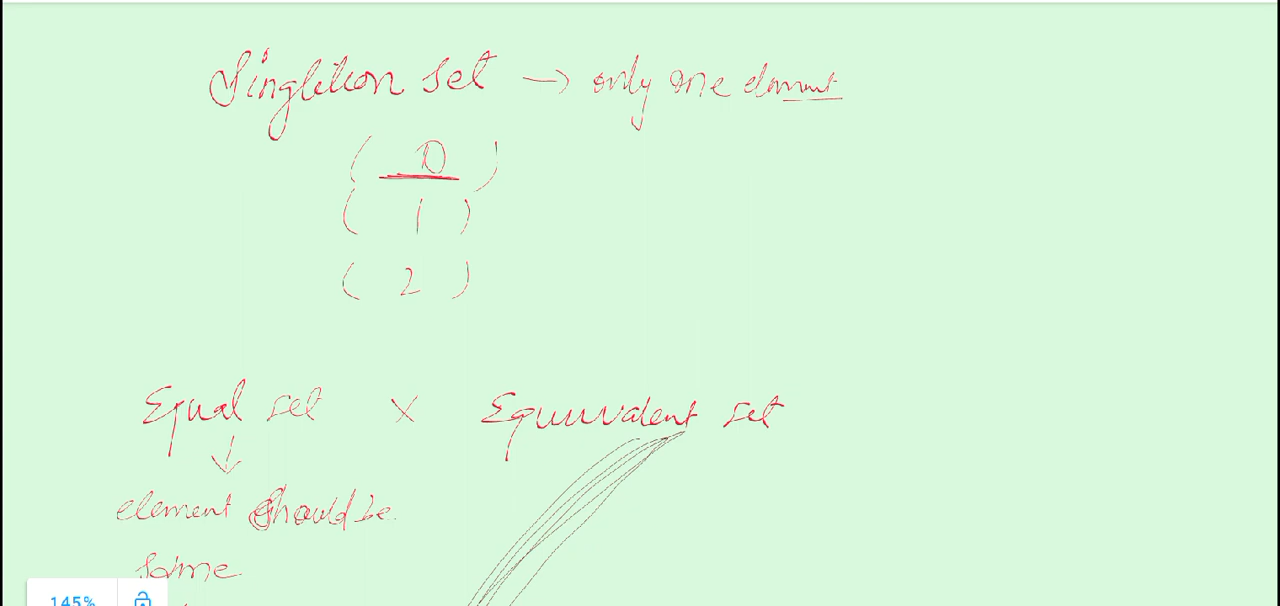 Singleton set → only one element
( 0 )
( 1 )
( 2 )
Equal set X Equivalent set
element should be
same
145%